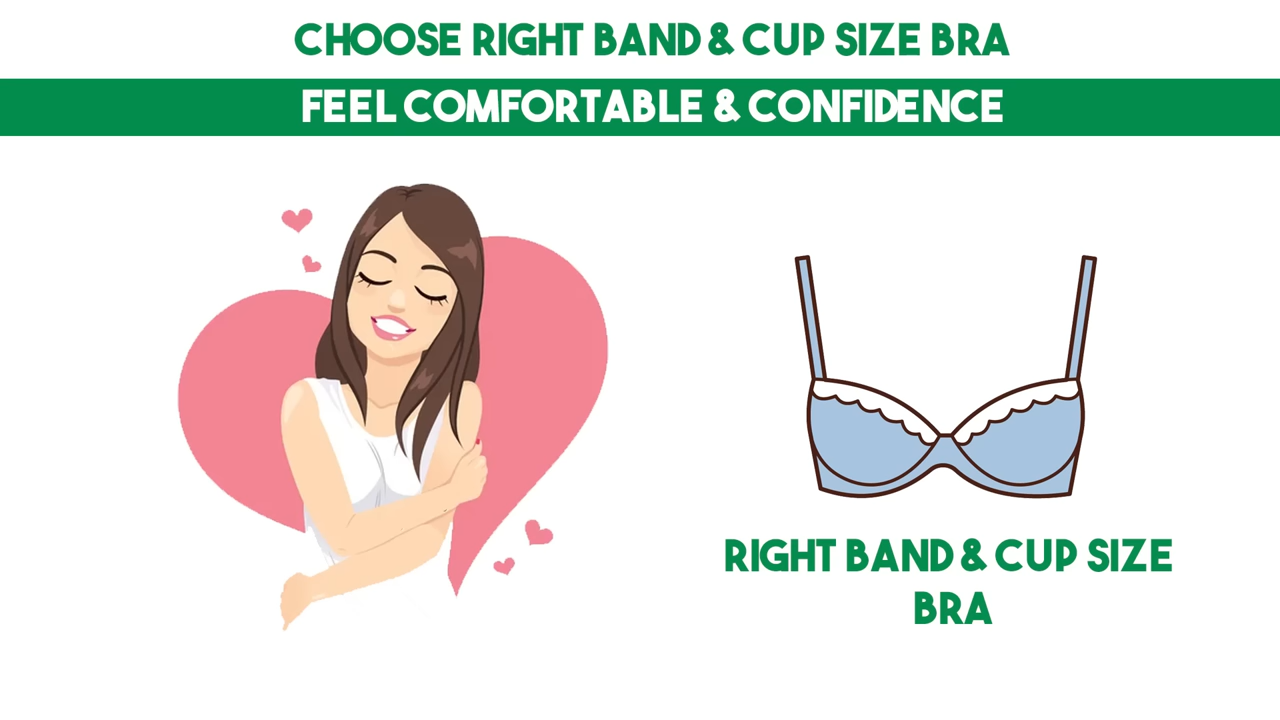 CHOOSE RIGHT BAND & CUP SIZE BRA
FEEL COMFORTABLE & CONFIDENCE
RIGHT BAND & CUP SIZE
BRA